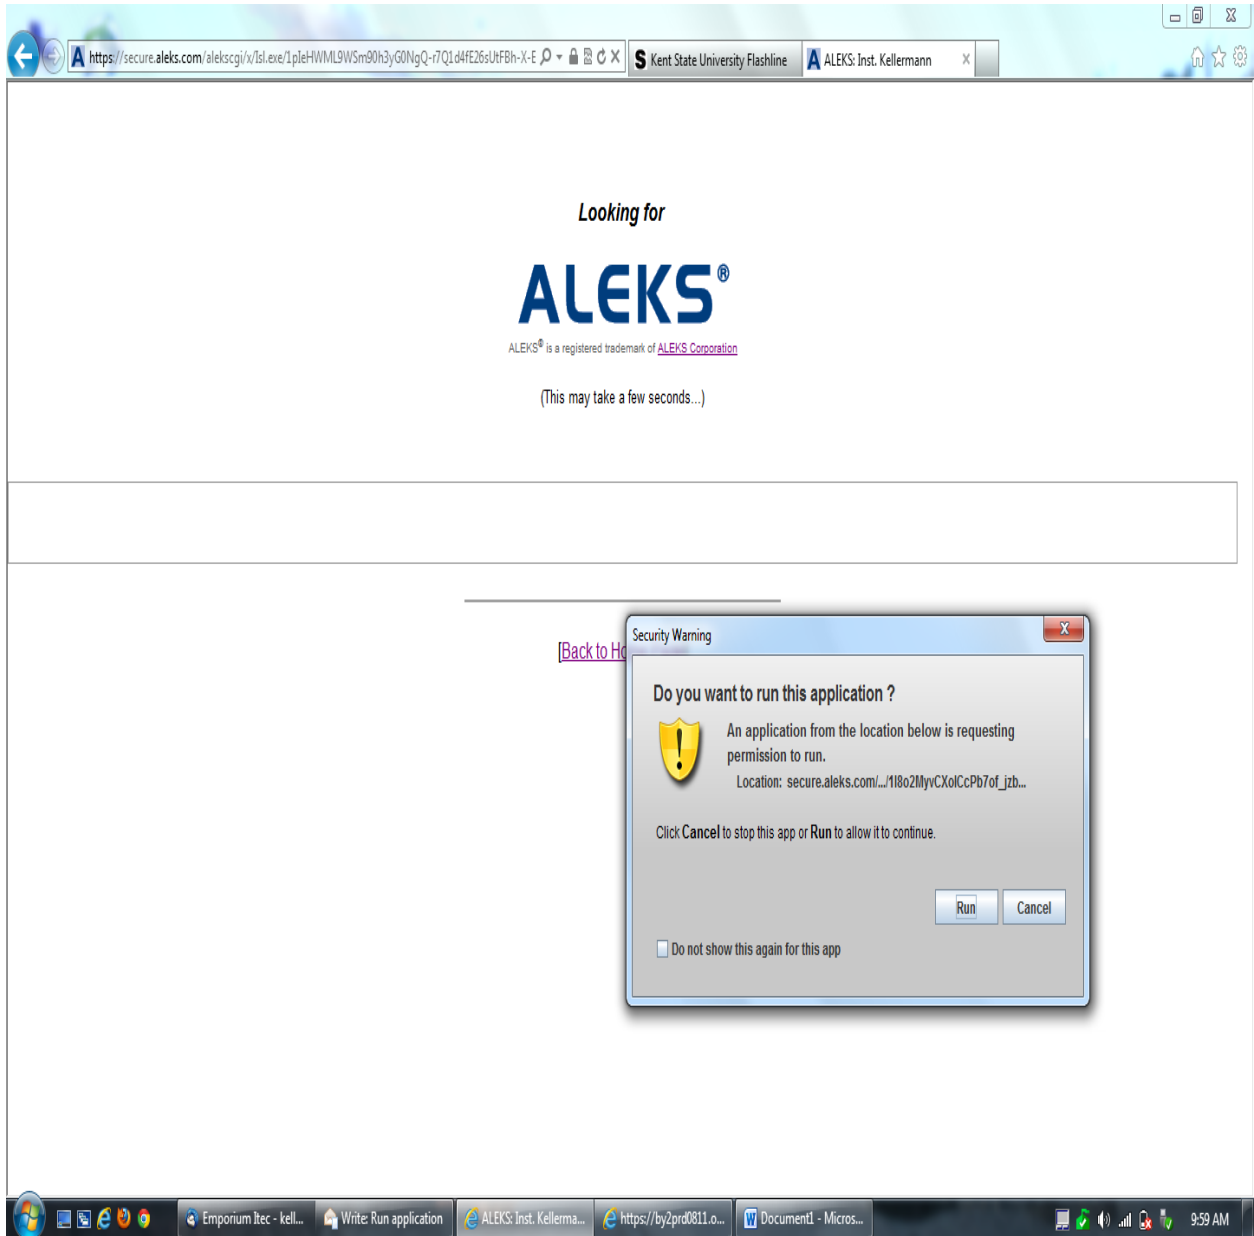 https://secure.aleks.com/alekscgi/x/Isl.exe/1pIeHWML9WSm90h3yG0NgQ-r7Q1d4fE26sUtFBh-X-E
Kent State University Flashline
ALEKS: Inst. Kellermann
Looking for
ALEKS®
ALEKS® is a registered trademark of ALEKS Corporation
(This may take a few seconds...)
[Back to Ho
Security Warning
Do you want to run this application ?
An application from the location below is requesting
permission to run.
Location: secure.aleks.com/.../1l8o2MyvCXolCcPb7of_jzb...
Click Cancel to stop this app or Run to allow it to continue.
Run
Cancel
Do not show this again for this app
Emporium Itec - kell...
Write: Run application
ALEKS: Inst. Kellerma...
https://by2prd0811.o...
Document1 - Micros...
9:59 AM